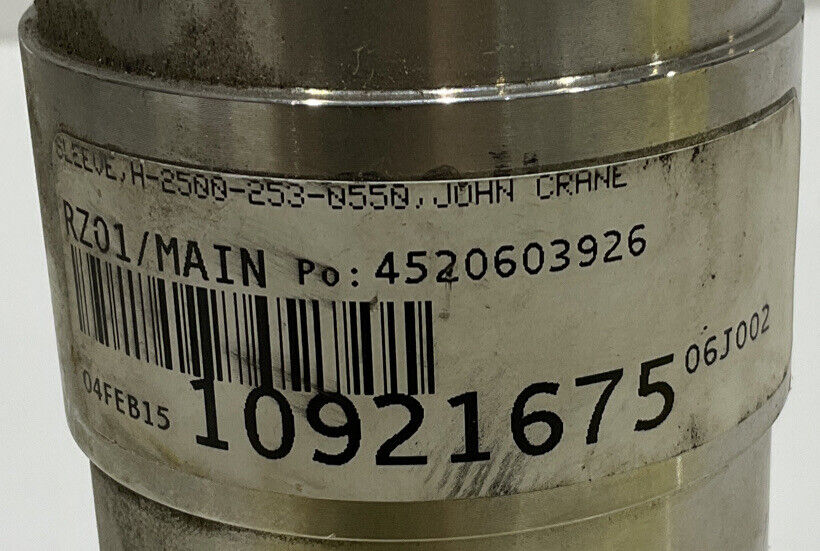 SLEEVE,H-2500-253-0550,JOHN CRANE
RZ01/MAIN Po: 4520603926
06J002
04FEB15 10921675